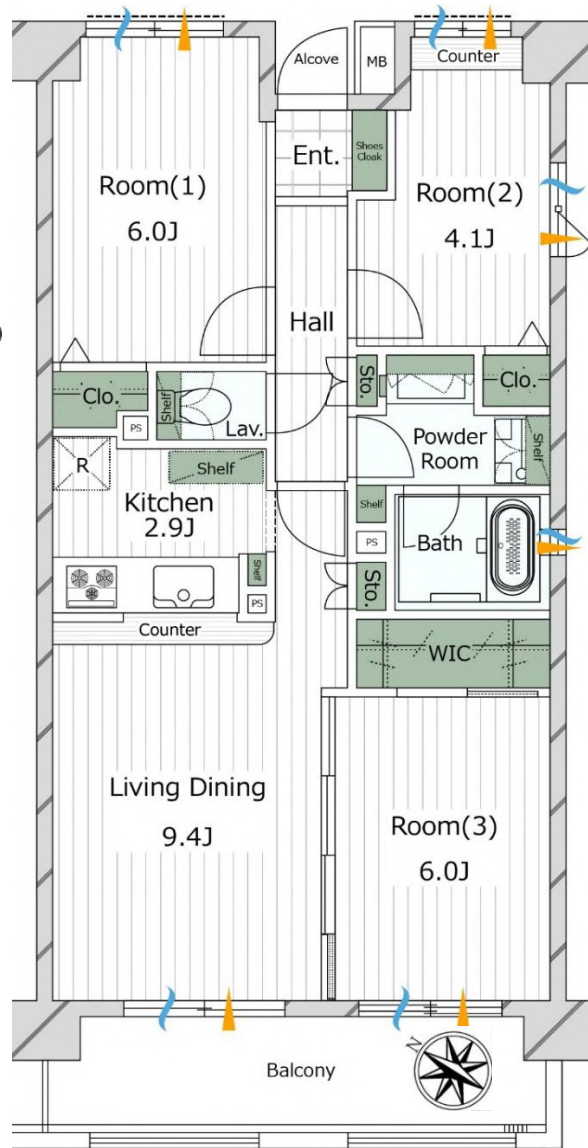 Alcove
MB
Counter
Ent.
Shoes
Cloak
Room(1)
6.0J
Room(2)
4.1J
Hall
Clo.
PS
Shelf
Lav.
Sto.
Clo.
Powder
Room
Shelf
R
Shelf
Kitchen
2.9J
Shelf
PS
Bath
Shelf
PS
Sto.
Counter
WIC
Living Dining
9.4J
Room(3)
6.0J
Balcony
N